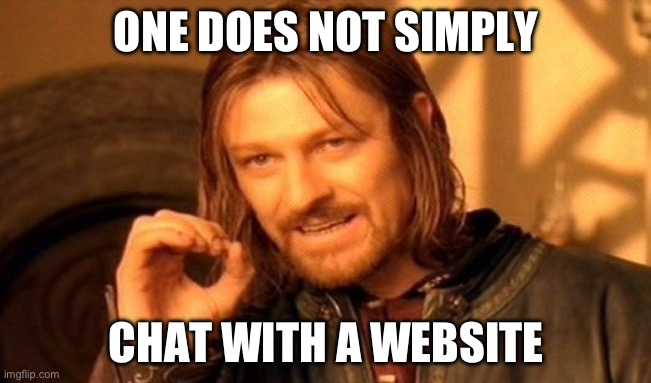 ONE DOES NOT SIMPLY
CHAT WITH A WEBSITE
imgflip.com